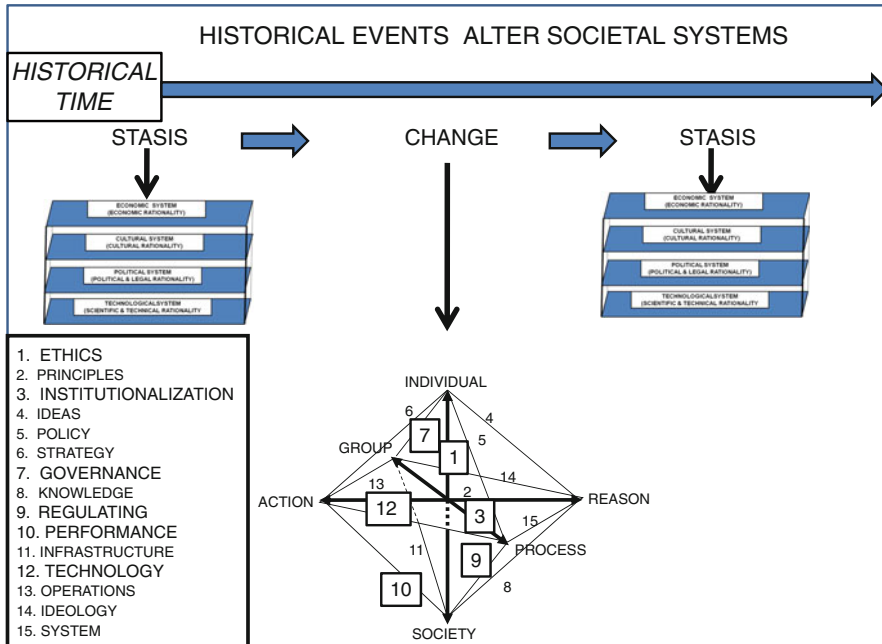 HISTORICAL EVENTS ALTER SOCIETAL SYSTEMS
HISTORICAL
TIME
STASIS
CHANGE
STASIS
ECONOMIC SYSTEM
(ECONOMIC RATIONALITY)
CULTURAL SYSTEM
(CULTURAL RATIONALITY)
POLITICAL SYSTEM
(POLITICAL & LEGAL RATIONALITY)
TECHNOLOGICALSYSTEM
(SCIENTIFIC & TECHNICAL RATIONALITY
ECONOMIC SYSTEM
(ECONOMIC RATIONALITY)
CULTURAL SYSTEM
(CULTURAL RATIONALITY)
POLITICAL SYSTEM
(POLITICAL & LEGAL RATIONALITY)
TECHNOLOGICALSYSTEM
(SCIENTIFIC & TECHNICAL RATIONALITY
1. ETHICS
2. PRINCIPLES
3. INSTITUTIONALIZATION
4. IDEAS
5. POLICY
6. STRATEGY
7. GOVERNANCE
8. KNOWLEDGE
9. REGULATING
10. PERFORMANCE
11. INFRASTRUCTURE
12. TECHNOLOGY
13. OPERATIONS
14. IDEOLOGY
15. SYSTEM
INDIVIDUAL
6
4
7
5
GROUP
1
14
13
2
ACTION
REASON
12
3
15
PROCESS
11
9
10
8
SOCIETY